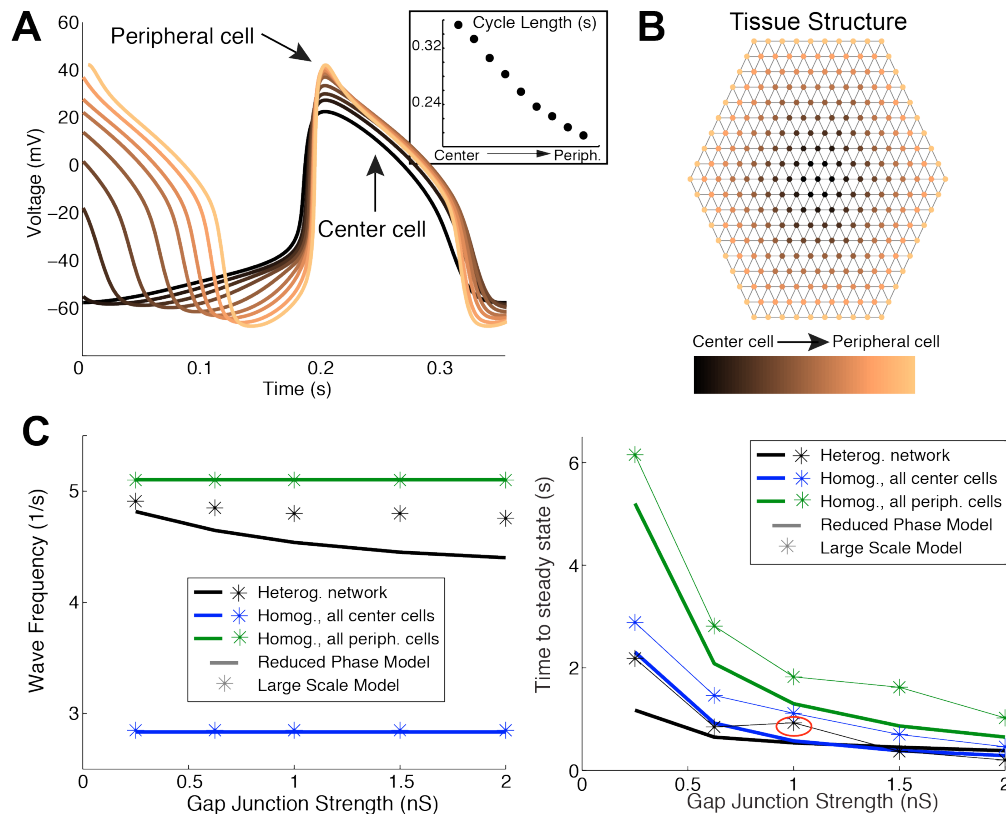 A
60
40
20
0
−20
−40
−60
Voltage (mV)
0
0.1
0.2
0.3
Time (s)
Peripheral cell
Center cell
Cycle Length (s)
0.32
0.24
Center
Periph.
B
Tissue Structure
Center cell
Peripheral cell
C
5
3
Wave Frequency (1/s)
0
0.5
1
1.5
2
Gap Junction Strength (nS)
Heterog. network
Homog., all center cells
Homog., all periph. cells
Reduced Phase Model
Large Scale Model
6
4
2
0
Time to steady state (s)
0
0.5
1
1.5
2
Gap Junction Strength (nS)
Heterog. network
Homog., all center cells
Homog., all periph. cells
Reduced Phase Model
Large Scale Model